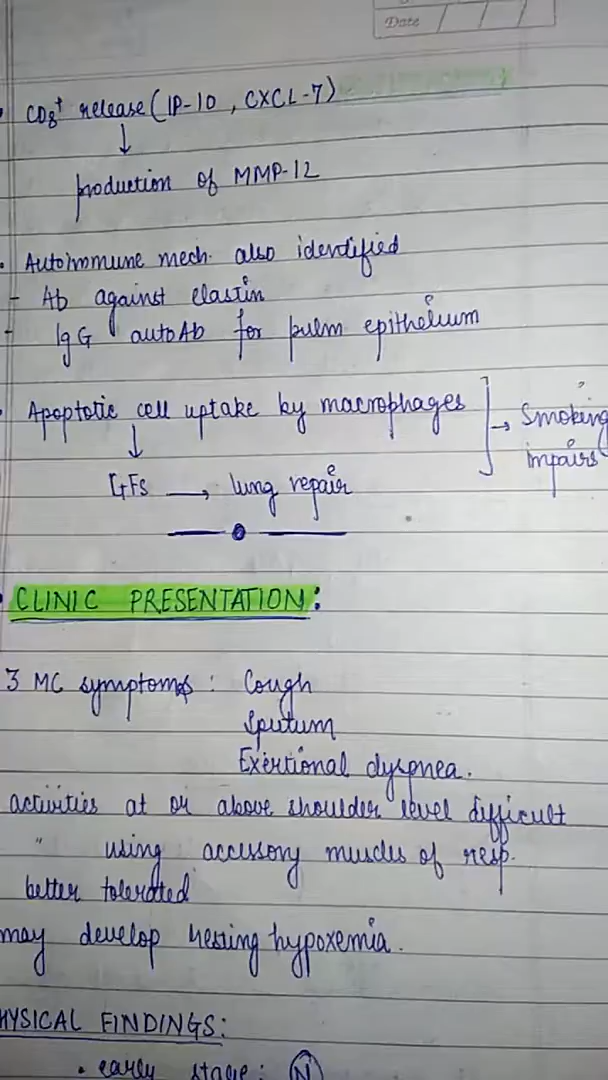 Date
• CD8⁺ release (IP-10, CXCL-7)
↓
production of MMP-12
• Autoimmune mech. also identified
- Ab against elastin
- IgG autoAb for pulm epithelium
• Apoptotic cell uptake by macrophages → Smoking impairs
↓
GFs → lung repair
• CLINIC PRESENTATION:
3 MC symptoms: Cough
Sputum
Exertional dyspnea.
activities at or above shoulder level difficult
" using accessory muscles of resp.
better tolerated
may develop resting hypoxemia.
HYSICAL FINDINGS:
• early stage: (N)